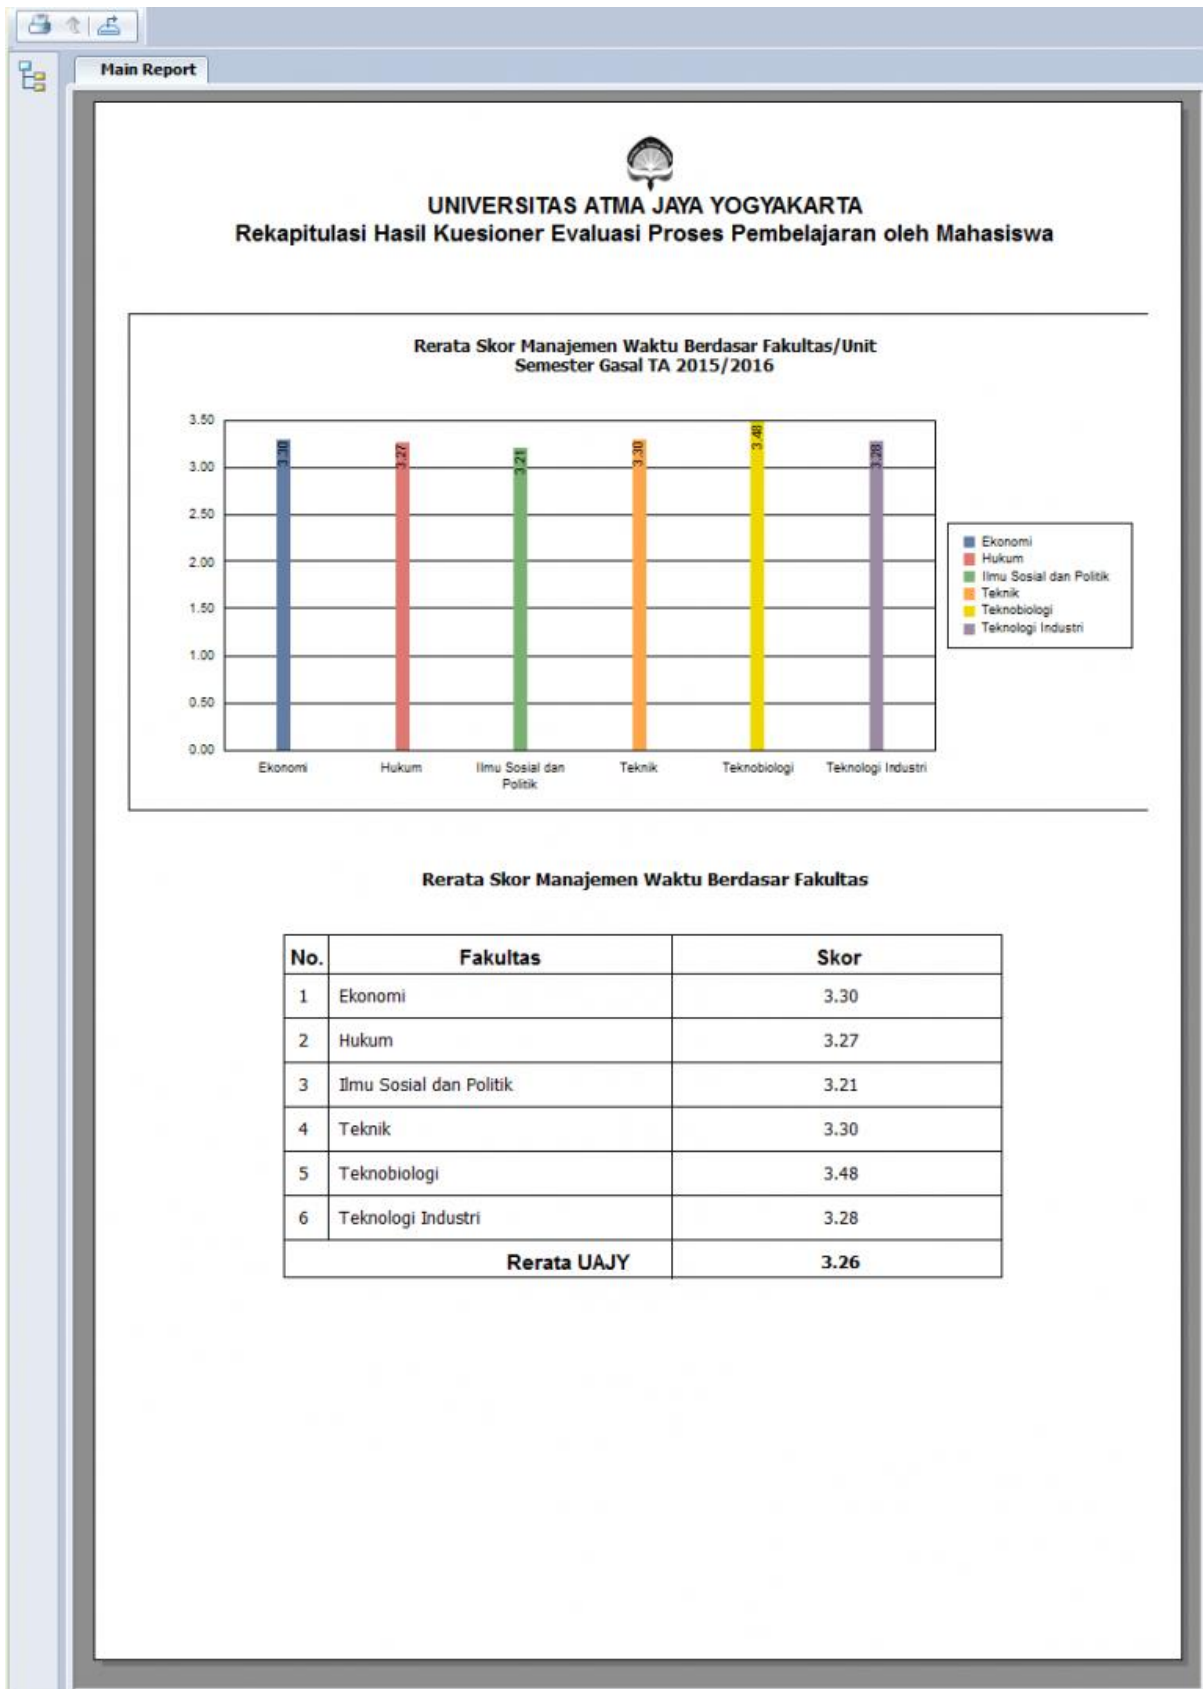 Main Report
UNIVERSITAS ATMA JAYA YOGYAKARTA
Rekapitulasi Hasil Kuesioner Evaluasi Proses Pembelajaran oleh Mahasiswa
Rerata Skor Manajemen Waktu Berdasar Fakultas/Unit
Semester Gasal TA 2015/2016
3.50
3.00
2.50
2.00
1.50
1.00
0.50
0.00
3.30
3.27
3.21
3.30
3.48
3.28
Ekonomi
Hukum
Ilmu Sosial dan
Politik
Teknik
Teknobiologi
Teknologi Industri
Ekonomi
Hukum
Ilmu Sosial dan Politik
Teknik
Teknobiologi
Teknologi Industri
Rerata Skor Manajemen Waktu Berdasar Fakultas
No. Fakultas Skor
1 Ekonomi 3.30
2 Hukum 3.27
3 Ilmu Sosial dan Politik 3.21
4 Teknik 3.30
5 Teknobiologi 3.48
6 Teknologi Industri 3.28
Rerata UAJY 3.26